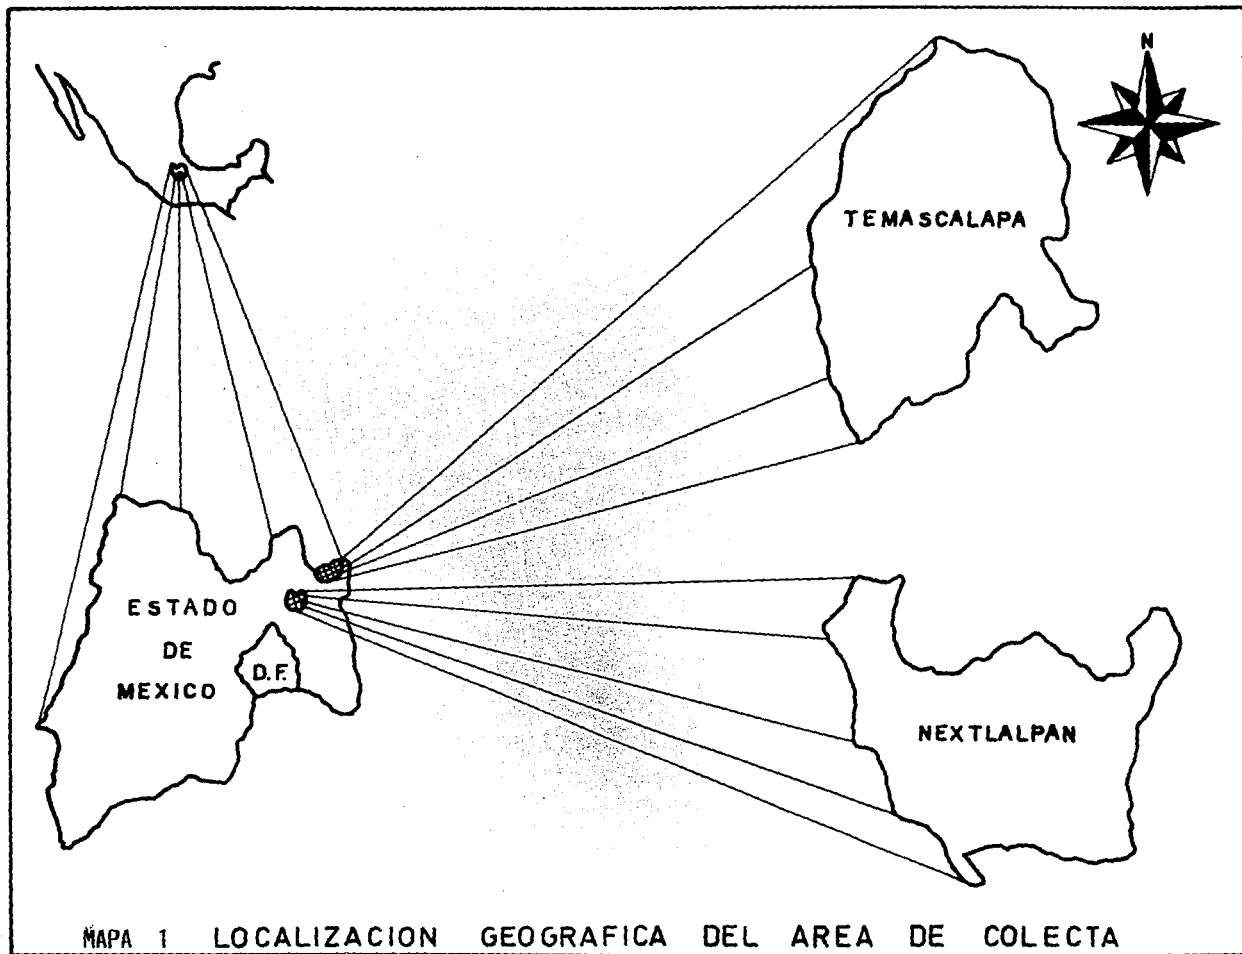 N
TEMASCALAPA
ESTADO
DE
MEXICO
D.F.
NEXTLALPAN
MAPA 1 LOCALIZACION GEOGRAFICA DEL AREA DE COLECTA